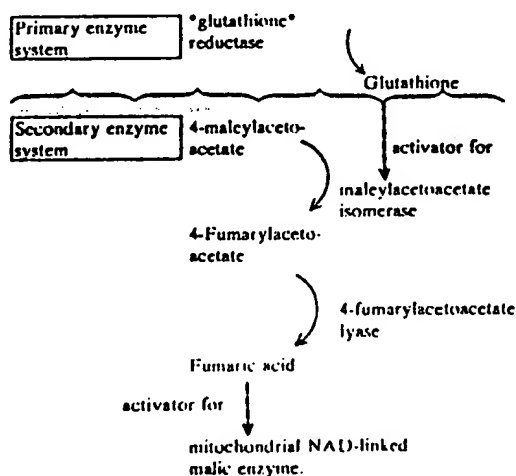 Primary enzyme
system
"glutathione"
reductase
Glutathione
Secondary enzyme
system
4-maleylaceto-
acetate
activator for
maleylacetoacetate
isomerase
4-Fumarylaceto-
acetate
4-fumarylacetoacetate
lyase
Fumaric acid
activator for
mitochondrial NAD-linked
malic enzyme.